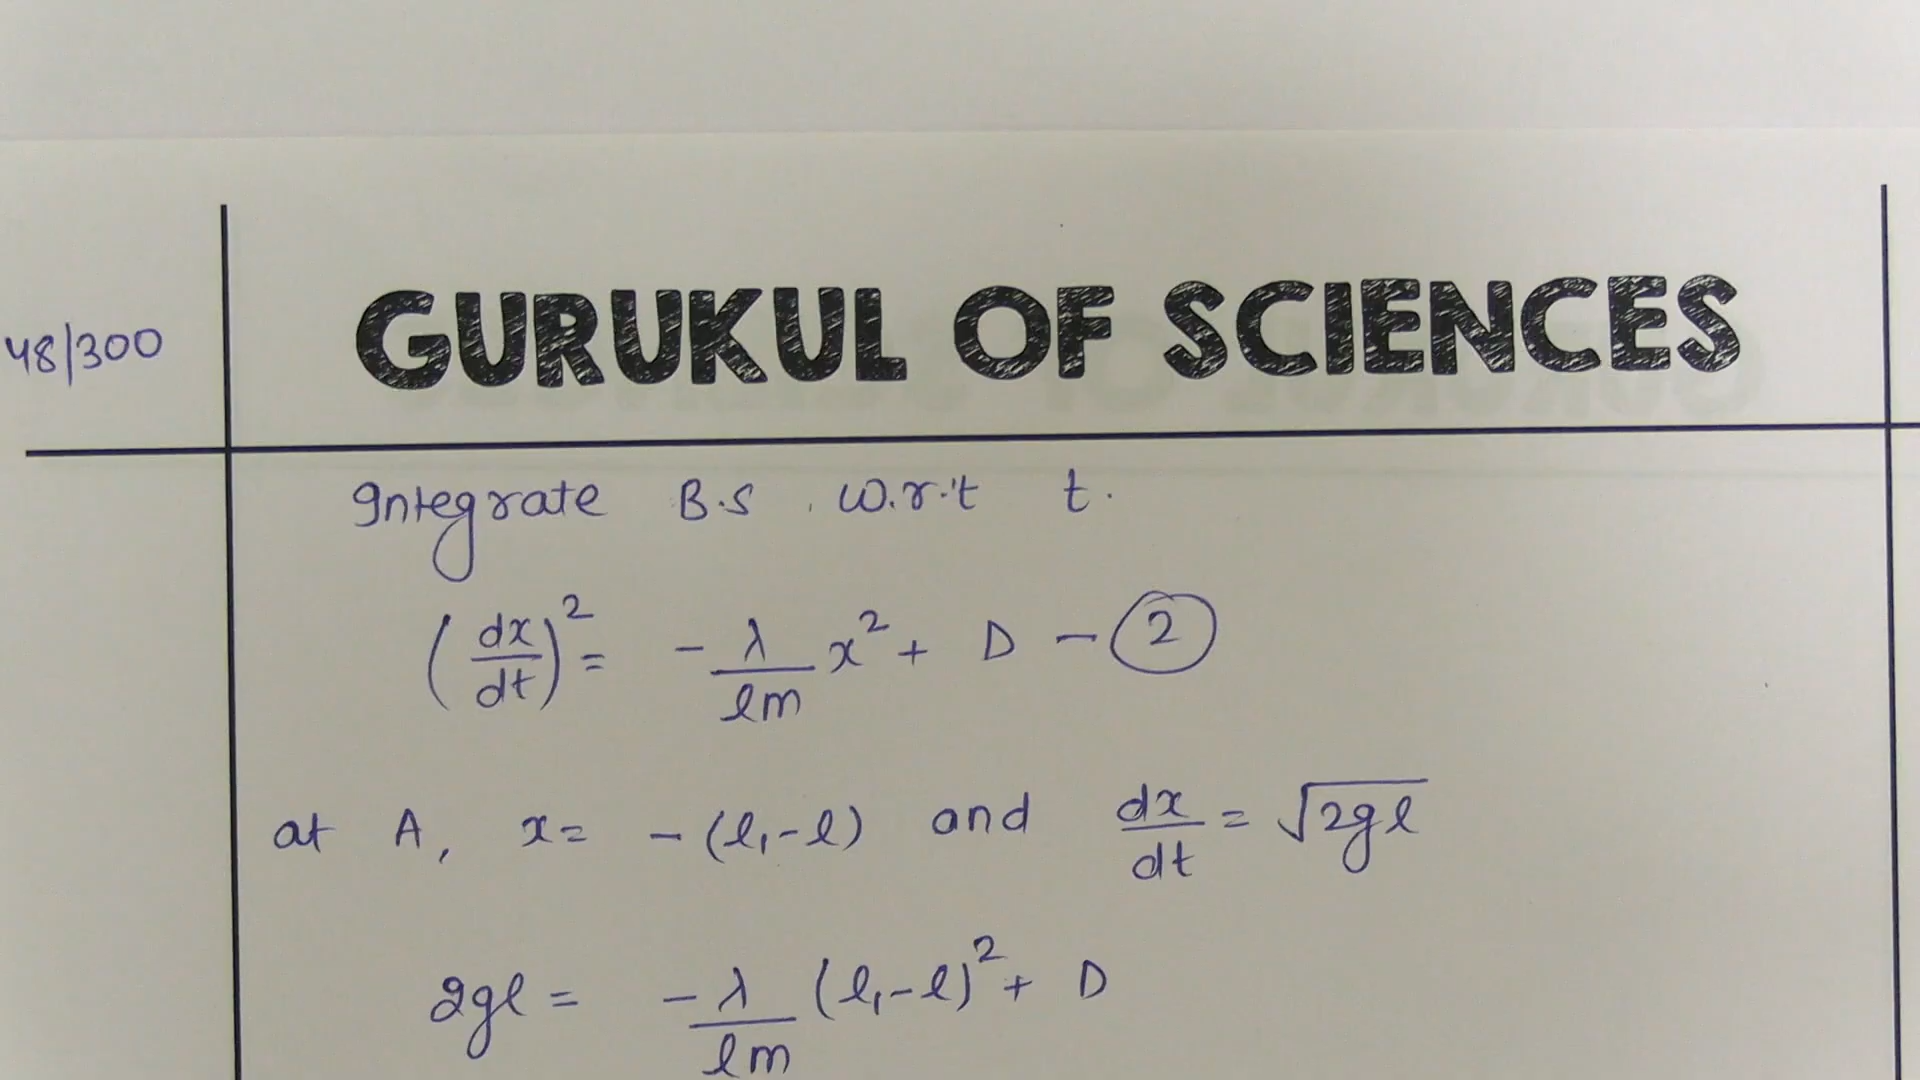 48/300
GURUKUL OF SCIENCES
Integrate B.S. w.r.t t.
(dx/dt)² = -λ/lm x² + D - ②
at A, x = -(l₁-l) and dx/dt = √2gl
2gl = -λ/lm (l₁-l)² + D